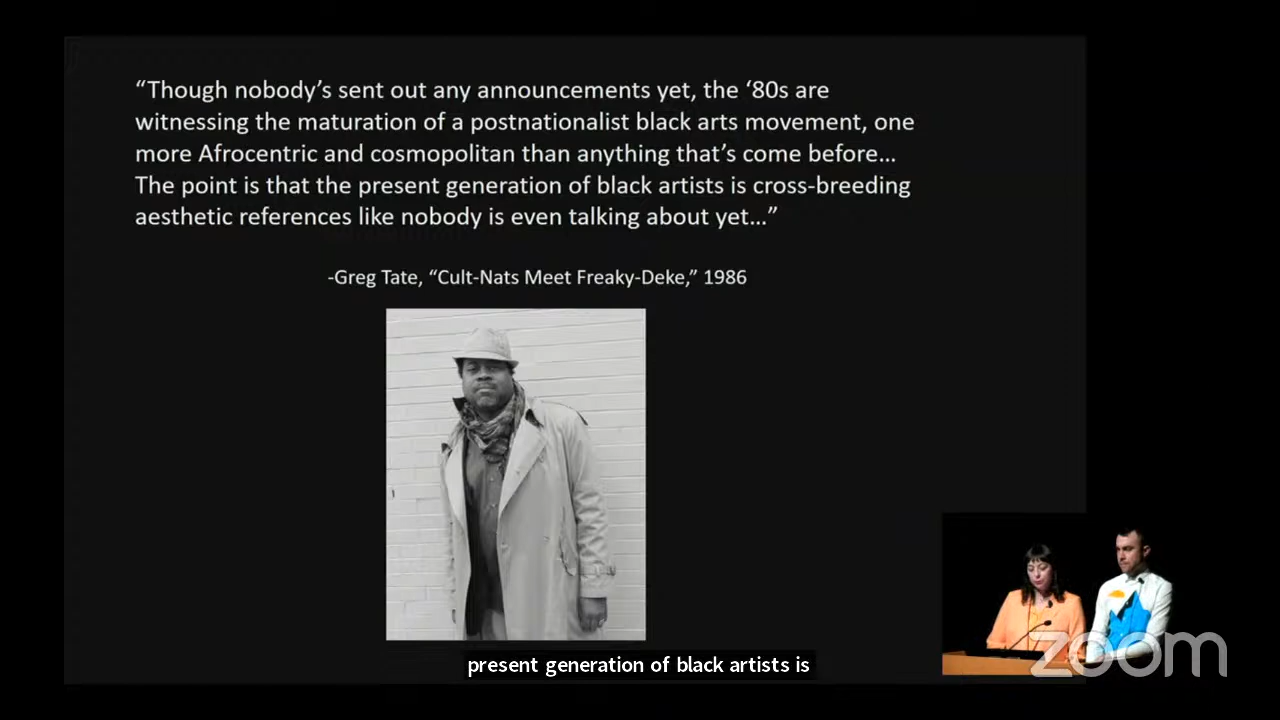 “Though nobody’s sent out any announcements yet, the ‘80s are
witnessing the maturation of a postnationalist black arts movement, one
more Afrocentric and cosmopolitan than anything that’s come before…
The point is that the present generation of black artists is cross-breeding
aesthetic references like nobody is even talking about yet…”
-Greg Tate, “Cult-Nats Meet Freaky-Deke,” 1986
present generation of black artists is
zoom